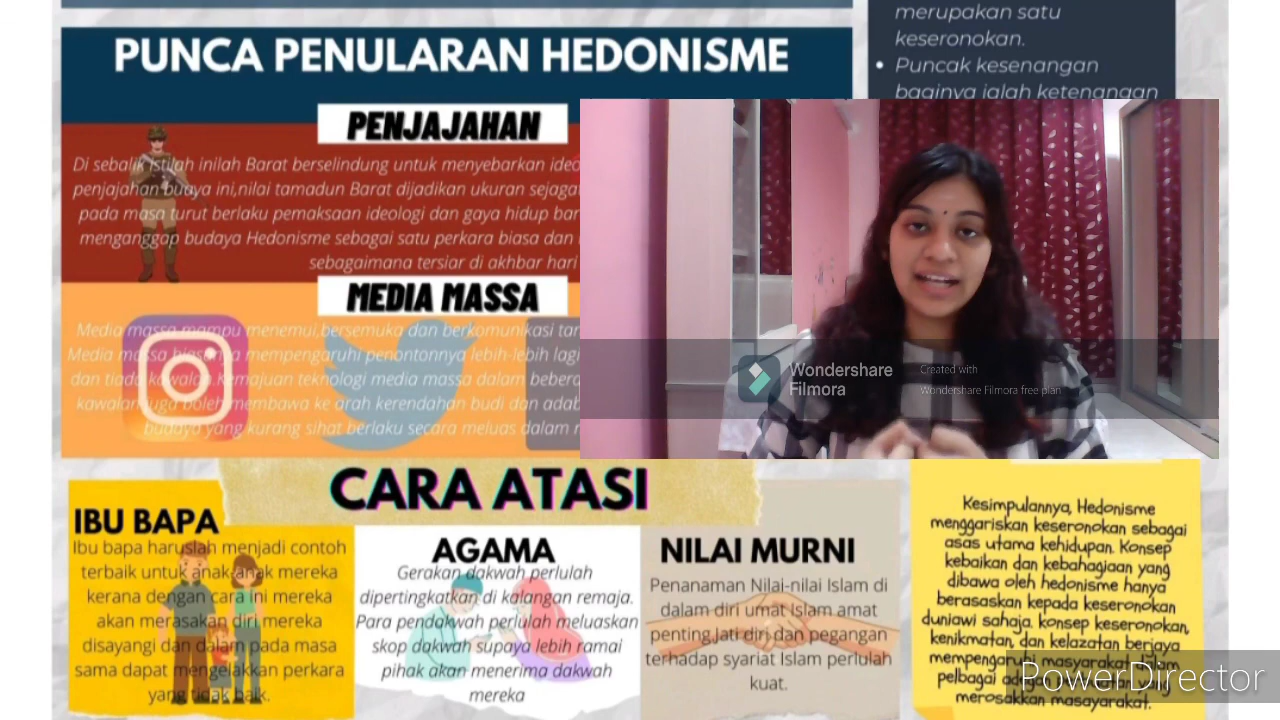 merupakan satu
keseronokan.
• Puncak kesenangan
baginya ialah ketenangan
PUNCA PENULARAN HEDONISME
PENJAJAHAN
Di sebalik istilah inilah Barat berselindung untuk menyebarkan
penjajahan budaya ini,nilai tamadun Barat dijadikan ukuran
pada masa turut berlaku pemaksaan ideologi dan gaya hidup
menganggap budaya Hedonisme sebagai satu perkara biasa dan
sebagaimana tersiar di akhbar hari
MEDIA MASSA
Media massa mampu menemui,bersemuka dan berkomunikasi
Media massa biasanya mempengaruhi penontonnya lebih-lebih
dan tiada kawalan.Kemajuan teknologi media massa dalam
kawalan juga boleh membawa ke arah kerendahan budi dan
budaya yang kurang sihat berlaku secara meluas dalam
Wondershare
Filmora
Created with
Wondershare Filmora free plan
CARA ATASI
IBU BAPA
Ibu bapa haruslah menjadi contoh
terbaik untuk anak-anak mereka
kerana dengan cara ini mereka
akan merasakan diri mereka
disayangi dan dalam pada masa
sama dapat mengelakkan perkara
yang tidak baik.
AGAMA
Gerakan dakwah perlulah
dipertingkatkan di kalangan remaja.
Para pendakwah perlulah meluaskan
skop dakwah supaya lebih ramai
pihak akan menerima dakwah
mereka
NILAI MURNI
Penanaman Nilai-nilai Islam di
dalam diri umat Islam amat
penting.Jati diri dan pegangan
terhadap syariat Islam perlulah
kuat.
Kesimpulannya, Hedonisme
menggariskan keseronokan sebagai
asas utama kehidupan. Konsep
kebaikan dan kebahagiaan yang
dibawa oleh hedonisme hanya
berasaskan kepada keseronokan
duniawi sahaja. konsep keseronokan,
kenikmatan, dan kelazatan berjaya
mempengaruhi masyarakat dalam
pelbagai
merosakkan masayarakat.
PowerDirector